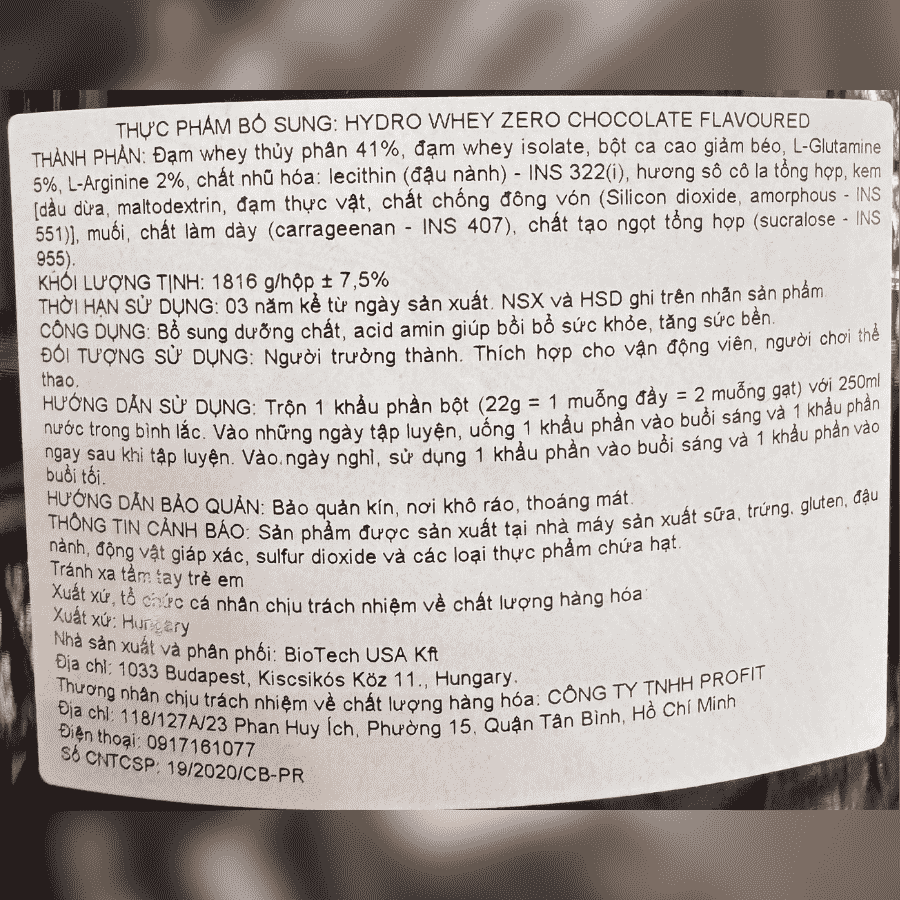 THỰC PHẨM BỔ SUNG: HYDRO WHEY ZERO CHOCOLATE FLAVOURED
THÀNH PHẦN: Đạm whey thủy phân 41%, đạm whey isolate, bột ca cao giảm béo, L-Glutamine
5%, L-Arginine 2%, chất nhũ hóa: lecithin (đậu nành) - INS 322(i), hương sô cô la tổng hợp, kem
[dầu dừa, maltodextrin, đạm thực vật, chất chống đông vón (Silicon dioxide, amorphous - INS
551)], muối, chất làm dày (carrageenan - INS 407), chất tạo ngọt tổng hợp (sucralose - INS
955).
KHỐI LƯỢNG TỊNH: 1816 g/hộp ± 7,5%
THỜI HẠN SỬ DỤNG: 03 năm kể từ ngày sản xuất. NSX và HSD ghi trên nhãn sản phẩm
CÔNG DỤNG: Bổ sung dưỡng chất, acid amin giúp bồi bổ sức khỏe, tăng sức bền.
ĐỐI TƯỢNG SỬ DỤNG: Người trưởng thành. Thích hợp cho vận động viên, người chơi thể
thao.
HƯỚNG DẪN SỬ DỤNG: Trộn 1 khẩu phần bột (22g = 1 muỗng đầy = 2 muỗng gạt) với 250ml
nước trong bình lắc. Vào những ngày tập luyện, uống 1 khẩu phần vào buổi sáng và 1 khẩu phần
ngay sau khi tập luyện. Vào.ngày nghỉ, sử dụng 1 khẩu phần vào buổi sáng và 1 khẩu phần vào
buổi tối.
HƯỚNG DẪN BẢO QUẢN: Bảo quản kín, nơi khô ráo, thoáng mát.
THÔNG TIN CẢNH BÁO: Sản phẩm được sản xuất tại nhà máy sản xuất sữa, trứng, gluten, đậu
nành, động vật giáp xác, sulfur dioxide và các loại thực phẩm chứa hạt.
Tránh xa tầm tay trẻ em
Xuất xứ, tổ chức cá nhân chịu trách nhiệm về chất lượng hàng hóa:
Xuất xứ: Hungary
Nhà sản xuất và phân phối: BioTech USA Kft
Địa chỉ: 1033 Budapest, Kiscsikós Köz 11., Hungary.
Thương nhân chịu trách nhiệm về chất lượng hàng hóa: CÔNG TY TNHH PROFIT
Địa chỉ: 118/127A/23 Phan Huy Ích, Phường 15, Quận Tân Bình, Hồ Chí Minh
Điện thoại: 0917161077
Số CNTCSP: 19/2020/CB-PR